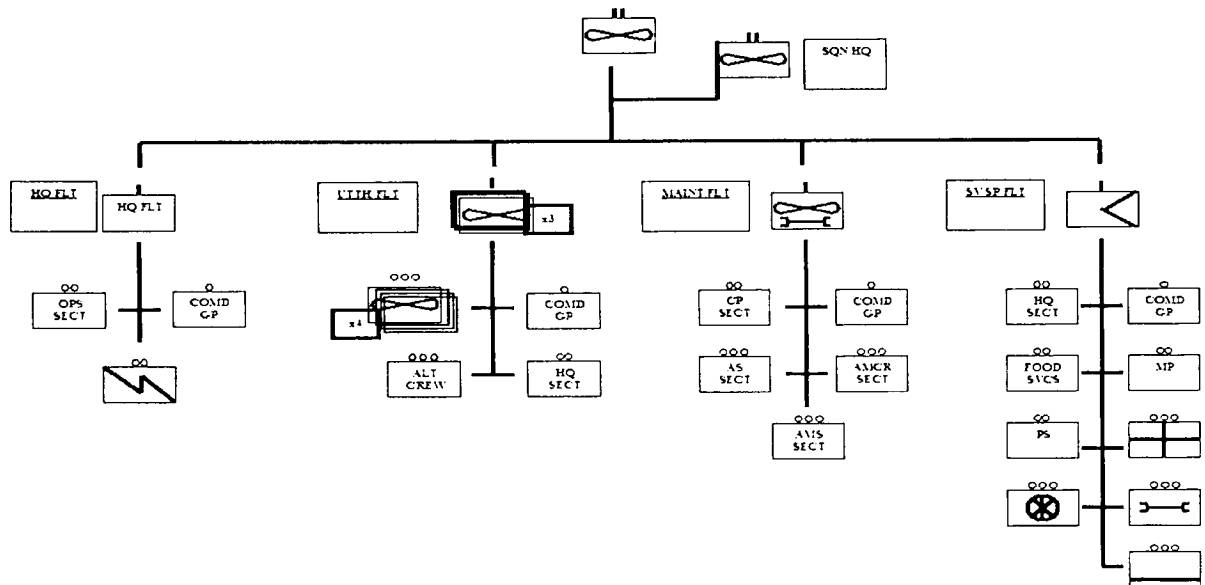 SQN HQ
HQ FLT
HQ FLT
UTTH FLT
x3
MAINT FLT
SVSP FLT
OPS
SECT
COMD
GP
x4
COMD
GP
ALT
CREW
HQ
SECT
CP
SECT
COMD
GP
AS SECT
AMCR
SECT
AMS
SECT
HQ
SECT
COMD
GP
FOOD
SVCS
MP
PS